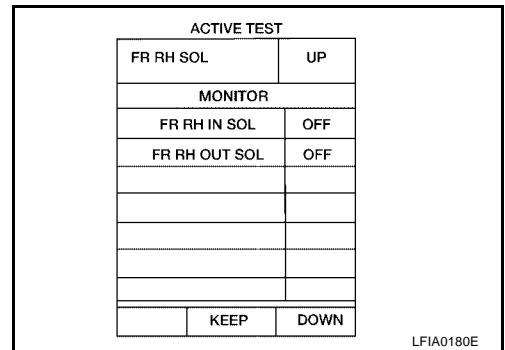 ACTIVE TEST
FR RH SOL UP
MONITOR
FR RH IN SOL OFF
FR RH OUT SOL OFF
KEEP DOWN
LFIA0180E